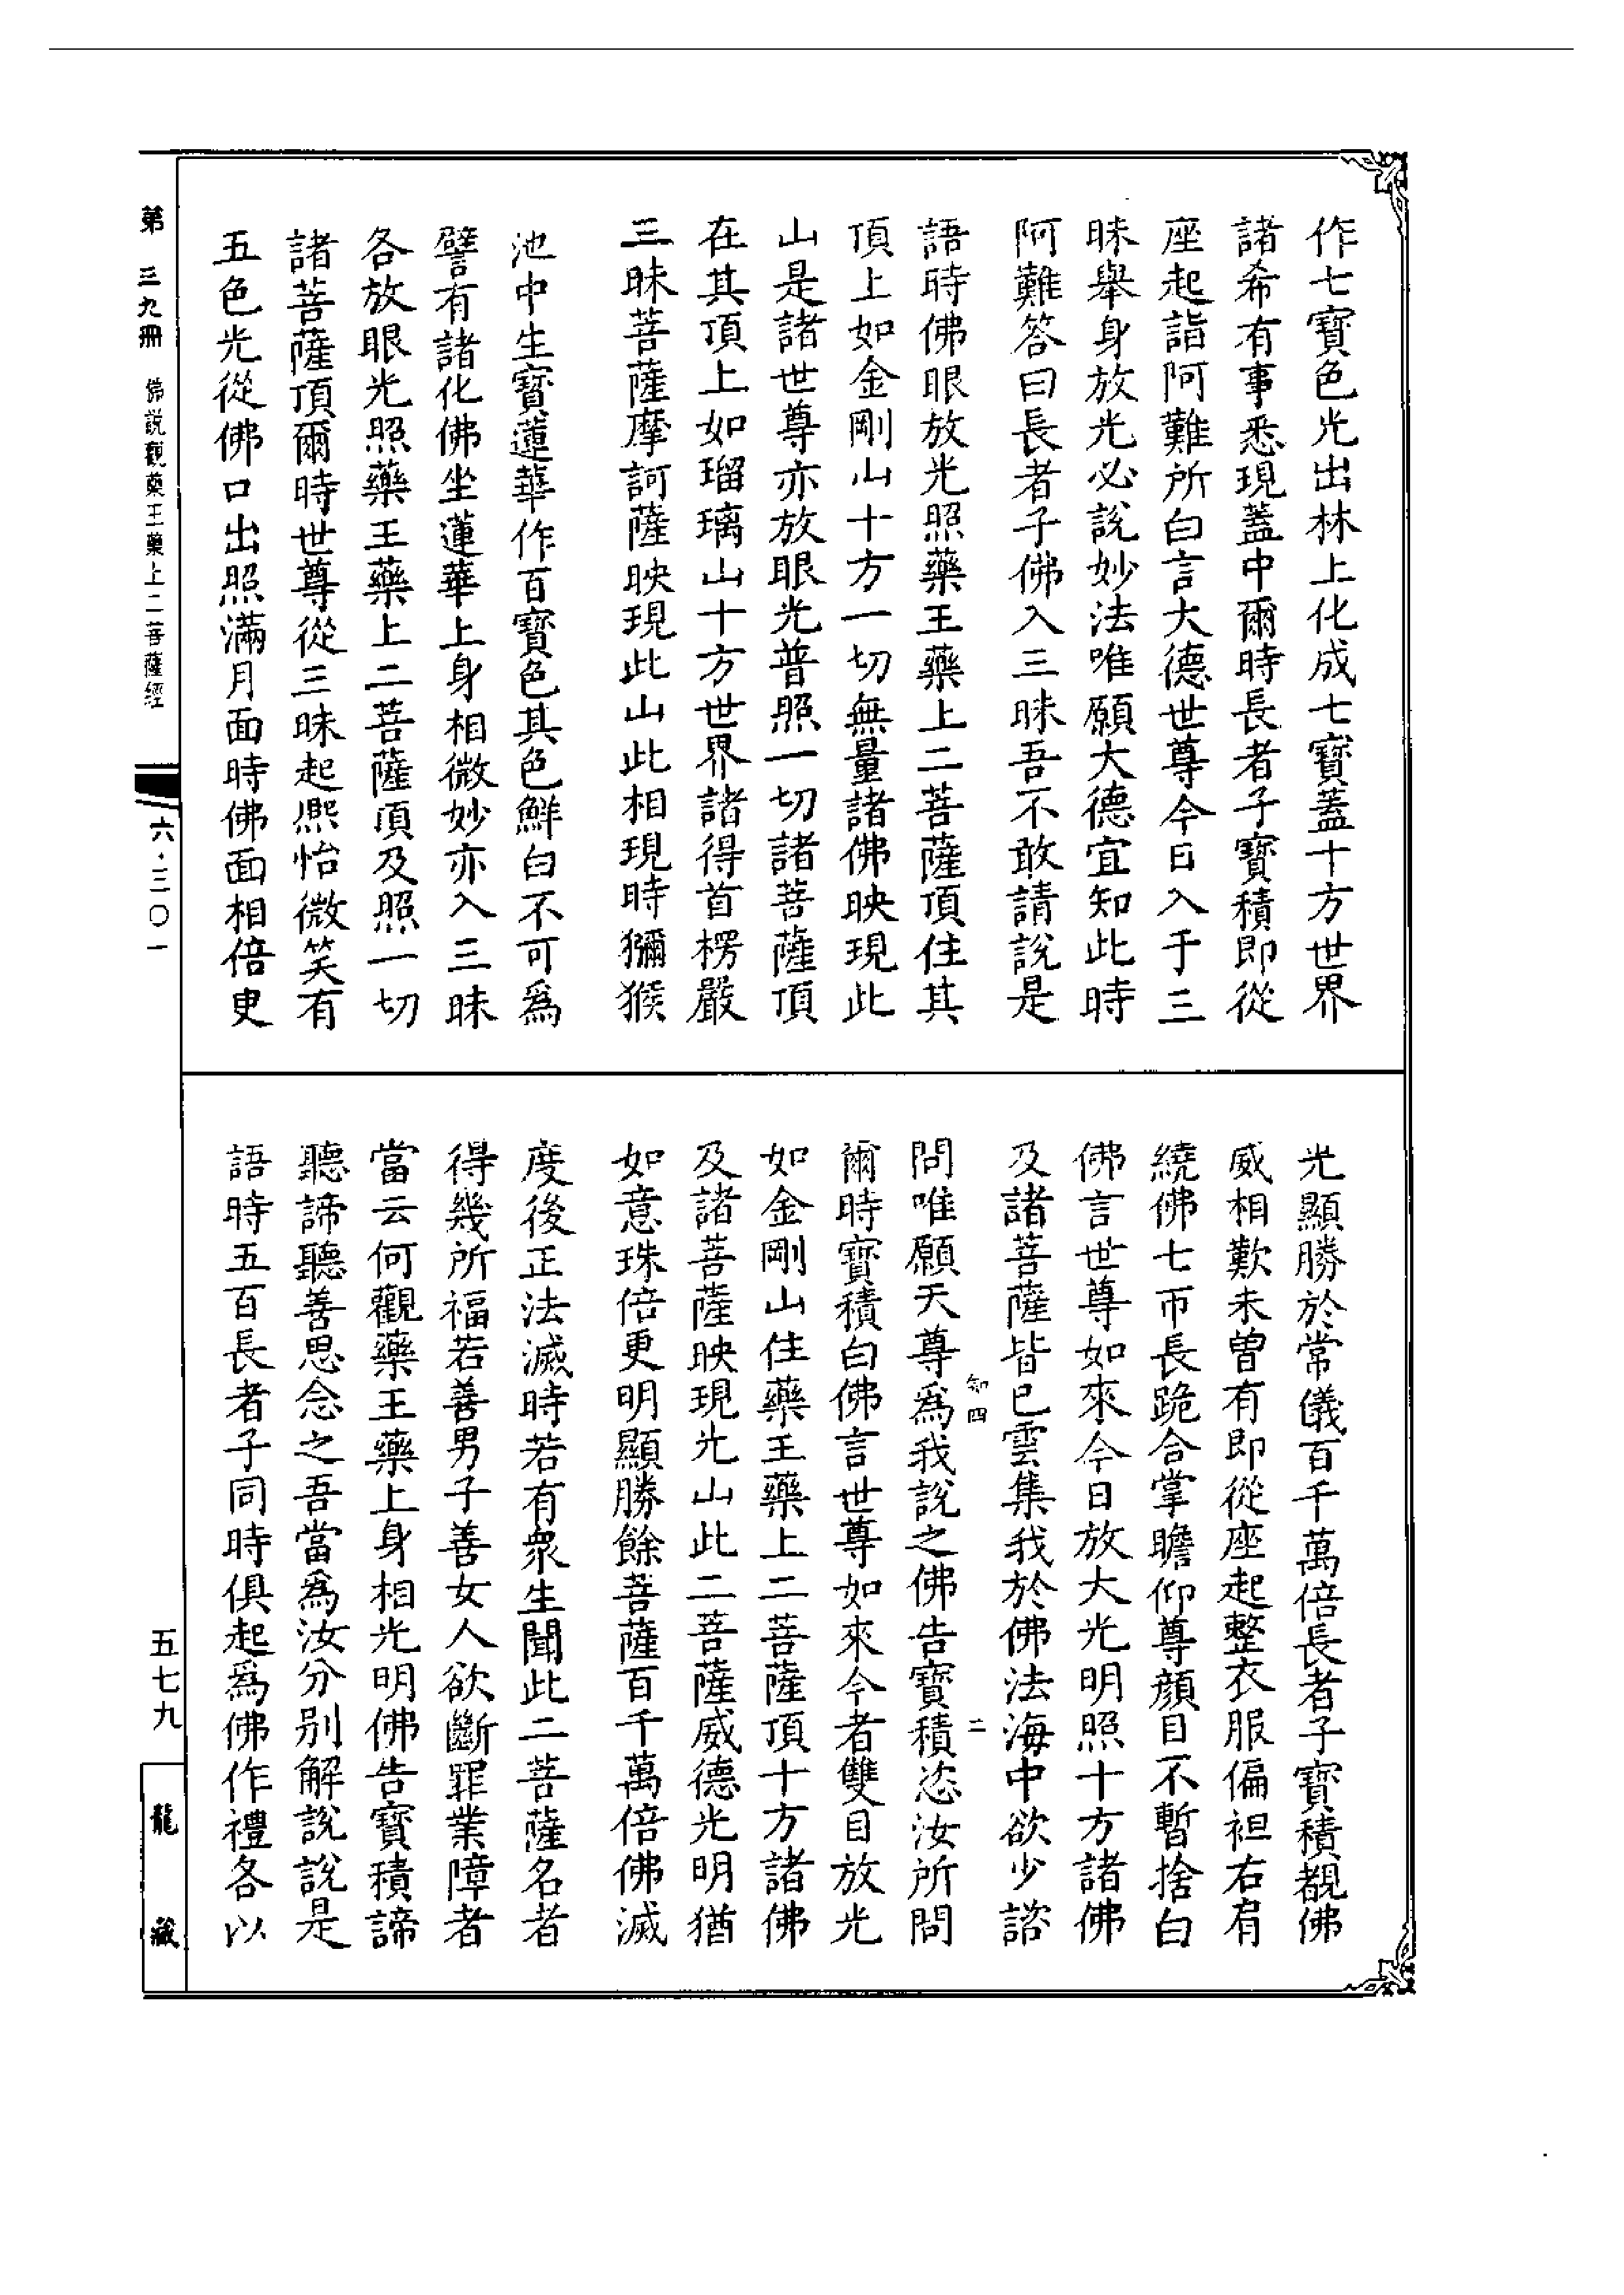 作七寶色光出林上化成七寶蓋十方世界
諸希有事悉現蓋中爾時長者子寶積即從
座起詣阿難所白言大德世尊今日入于三
昧舉身放光必說妙法唯願大德宜知此時
阿難答曰長者子佛入三昧吾不敢請說是
語時佛眼放光照藥王藥上二菩薩頂住其
頂上如金剛山十方一切無量諸佛映現此
山是諸世尊亦放眼光普照一切諸菩薩頂
在其頂上如瑠璃山十方世界諸得首楞嚴
三昧菩薩摩訶薩映現此山此相現時獼猴
池中生寶蓮華作百寶色其色鮮白不可爲
譬有諸化佛坐蓮華上身相微妙亦入三昧
各放眼光照藥王藥上二菩薩頂及照一切
諸菩薩頂爾時世尊從三昧起熈怡微笑有
五色光從佛口出照滿月面時佛面相倍更
光顯勝於常儀百千萬倍長者子寶積覩佛
威相歎未曾有即從座起整衣服偏袒右肩
繞佛七帀長跪合掌瞻仰尊顏目不暫捨白
佛言世尊如來今日放大光明照十方諸佛
及諸菩薩皆已雲集我於佛法海中欲少諮
問唯願天尊爲我說之佛告寶積恣汝所問
爾時寶積白佛言世尊如來今者雙目放光
如金剛山住藥王藥上二菩薩頂十方諸佛
及諸菩薩映現光山此二菩薩威德光明猶
如意珠倍更明顯勝餘菩薩百千萬倍佛滅
度後正法滅時若有衆生聞此二菩薩名者
得幾所福若善男子善女人欲斷罪業障者
當云何觀藥王藥上身相光明佛告寶積諦
聽諦聽善思念之吾當爲汝分別解說說是
語時五百長者子同時俱起爲佛作禮各以
知四
二
第三九冊 佛說觀藥王藥上二菩薩經
六·三〇一
五七九
龍藏